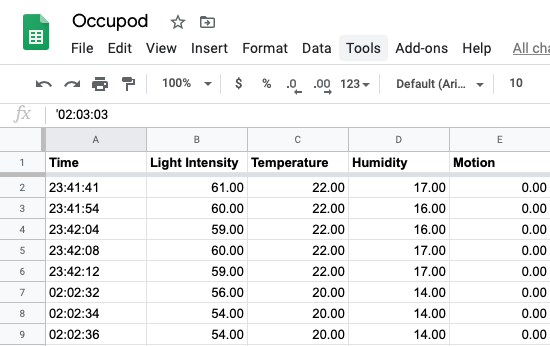 Occupod
File Edit View Insert Format Data Tools Add-ons Help All cha
100% $ % .0 .00 123 Default (Ari... 10
fx '02:03:03
A B C D E
1 Time Light Intensity Temperature Humidity Motion
2 23:41:41 61.00 22.00 17.00 0.00
3 23:41:54 60.00 22.00 16.00 0.00
4 23:42:04 59.00 22.00 16.00 0.00
5 23:42:08 60.00 22.00 17.00 0.00
6 23:42:12 59.00 22.00 17.00 0.00
7 02:02:32 56.00 20.00 14.00 0.00
8 02:02:34 54.00 20.00 14.00 0.00
9 02:02:36 54.00 20.00 14.00 0.00